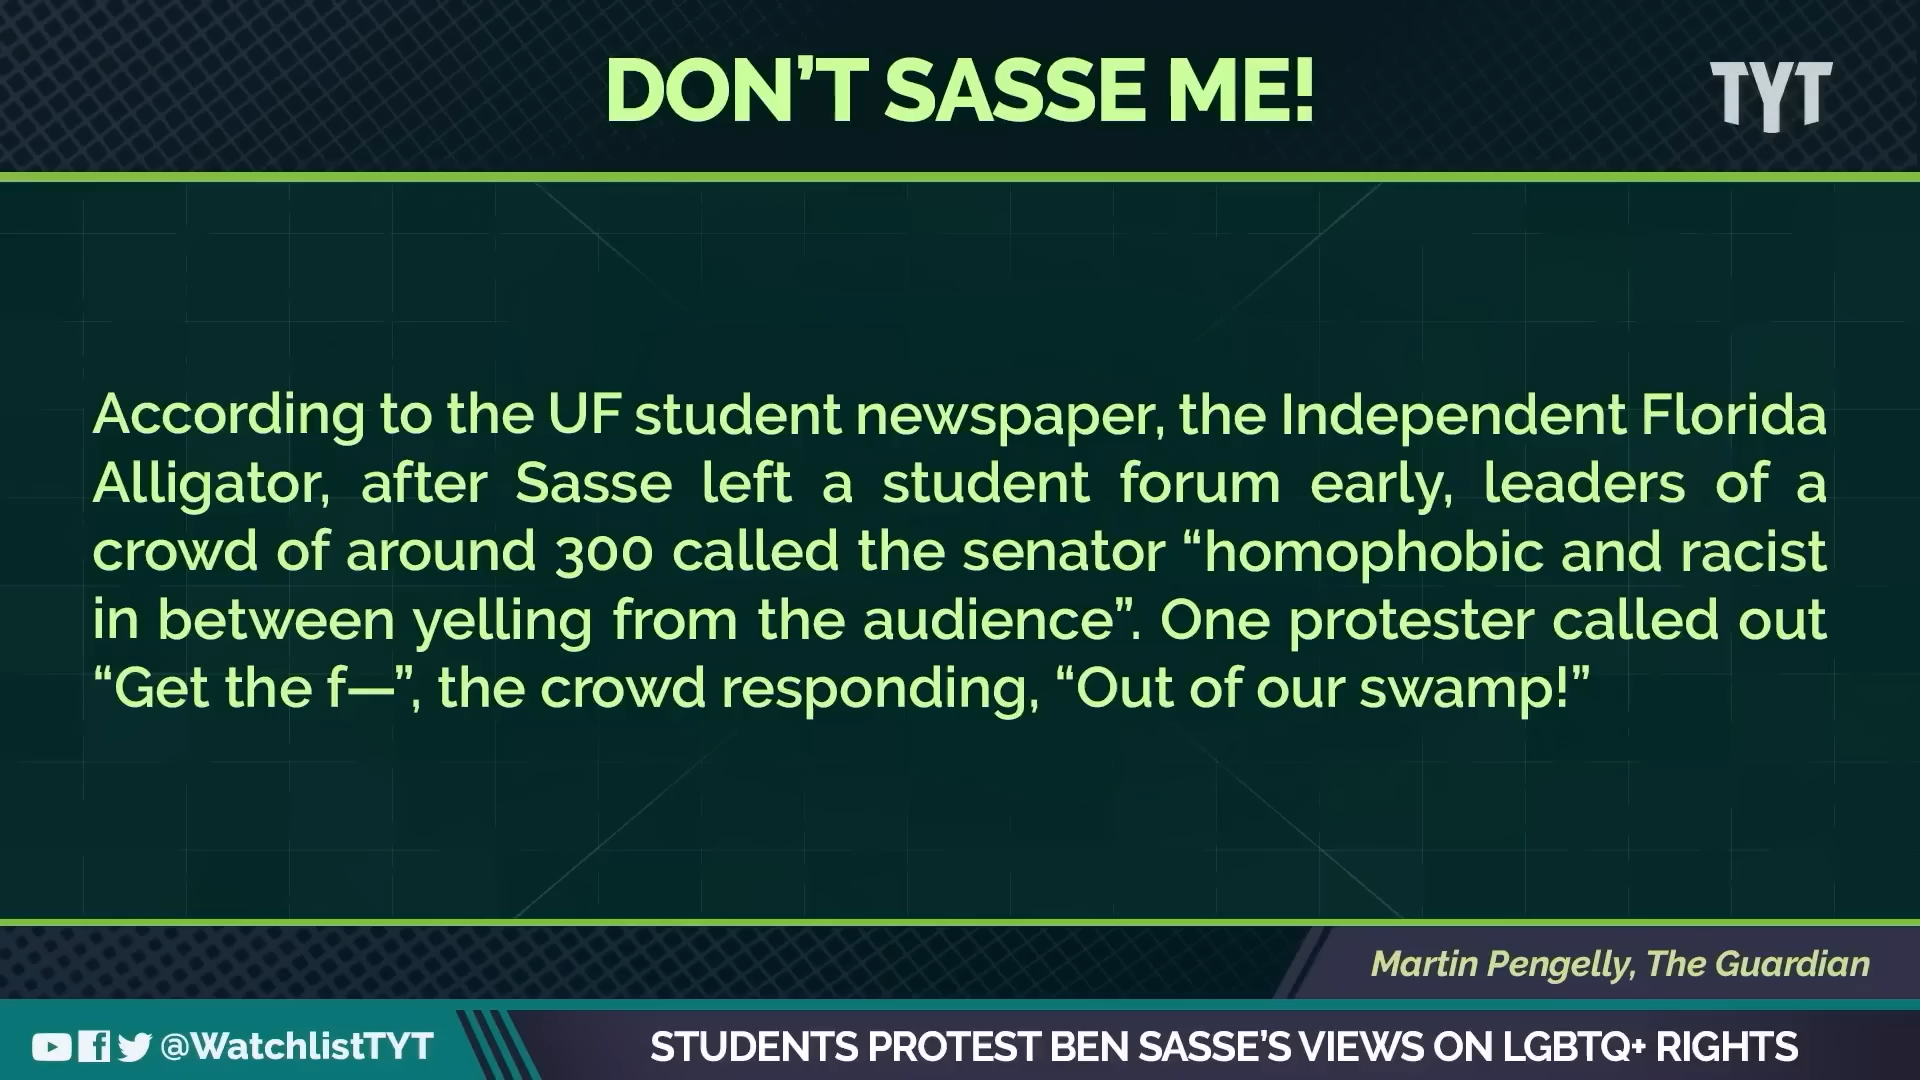 DON’T SASSE ME!
TYT
According to the UF student newspaper, the Independent Florida
Alligator, after Sasse left a student forum early, leaders of a
crowd of around 300 called the senator “homophobic and racist
in between yelling from the audience”. One protester called out
“Get the f—”, the crowd responding, “Out of our swamp!”
Martin Pengelly, The Guardian
@WatchlistTYT
STUDENTS PROTEST BEN SASSE’S VIEWS ON LGBTQ+ RIGHTS